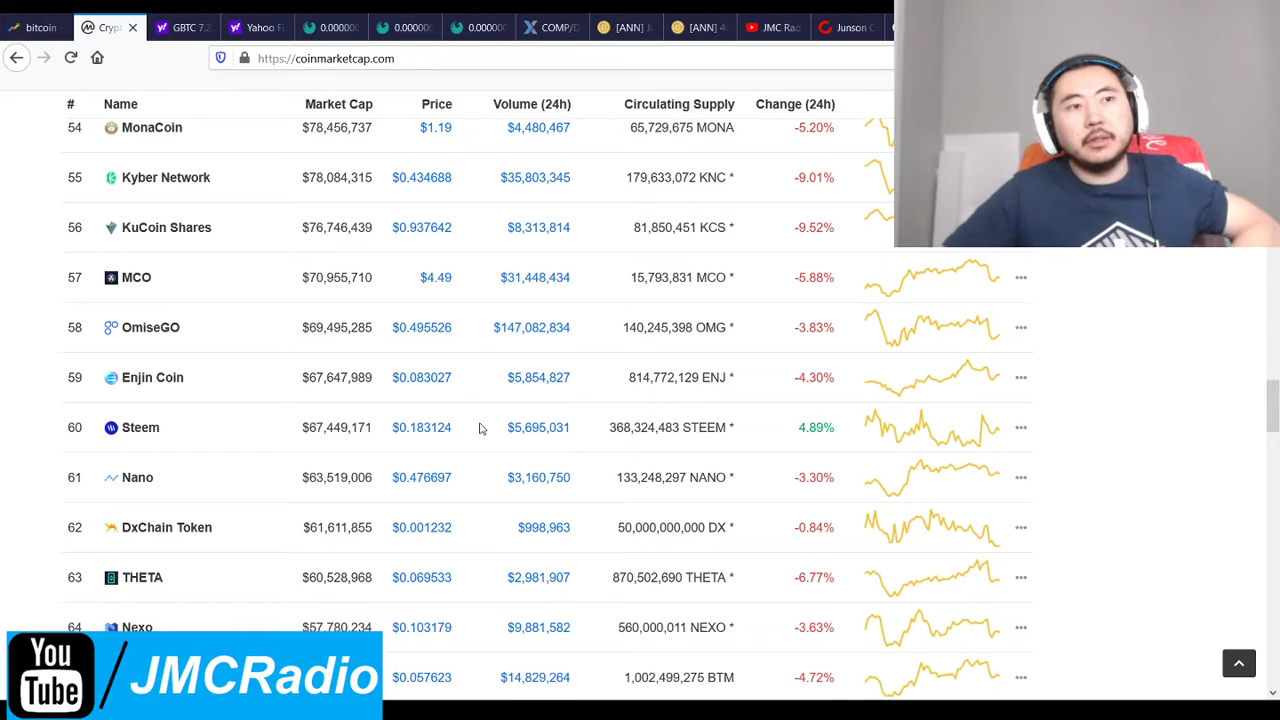 bitcoin
Crypt
GBTC 7.2
Yahoo Fi
0.00000
0.00000
0.00000
COMP/D
[ANN] J
[ANN] 4
JMC Rad
Junson C
https://coinmarketcap.com
# Name Market Cap Price Volume (24h) Circulating Supply Change (24h)
54 MonaCoin $78,456,737 $1.19 $4,480,467 65,729,675 MONA -5.20%
55 Kyber Network $78,084,315 $0.434688 $35,803,345 179,633,072 KNC * -9.01%
56 KuCoin Shares $76,746,439 $0.937642 $8,313,814 81,850,451 KCS * -9.52%
57 MCO $70,955,710 $4.49 $31,448,434 15,793,831 MCO * -5.88%
58 OmiseGO $69,495,285 $0.495526 $147,082,834 140,245,398 OMG * -3.83%
59 Enjin Coin $67,647,989 $0.083027 $5,854,827 814,772,129 ENJ * -4.30%
60 Steem $67,449,171 $0.183124 $5,695,031 368,324,483 STEEM * 4.89%
61 Nano $63,519,006 $0.476697 $3,160,750 133,248,297 NANO * -3.30%
62 DxChain Token $61,611,855 $0.001232 $998,963 50,000,000,000 DX * -0.84%
63 THETA $60,528,968 $0.069533 $2,981,907 870,502,690 THETA * -6.77%
64 Nexo $57,780,234 $0.103179 $9,881,582 560,000,011 NEXO * -3.63%
$0.057623 $14,829,264 1,002,499,275 BTM -4.72%
You
Tube
/JMCRadio